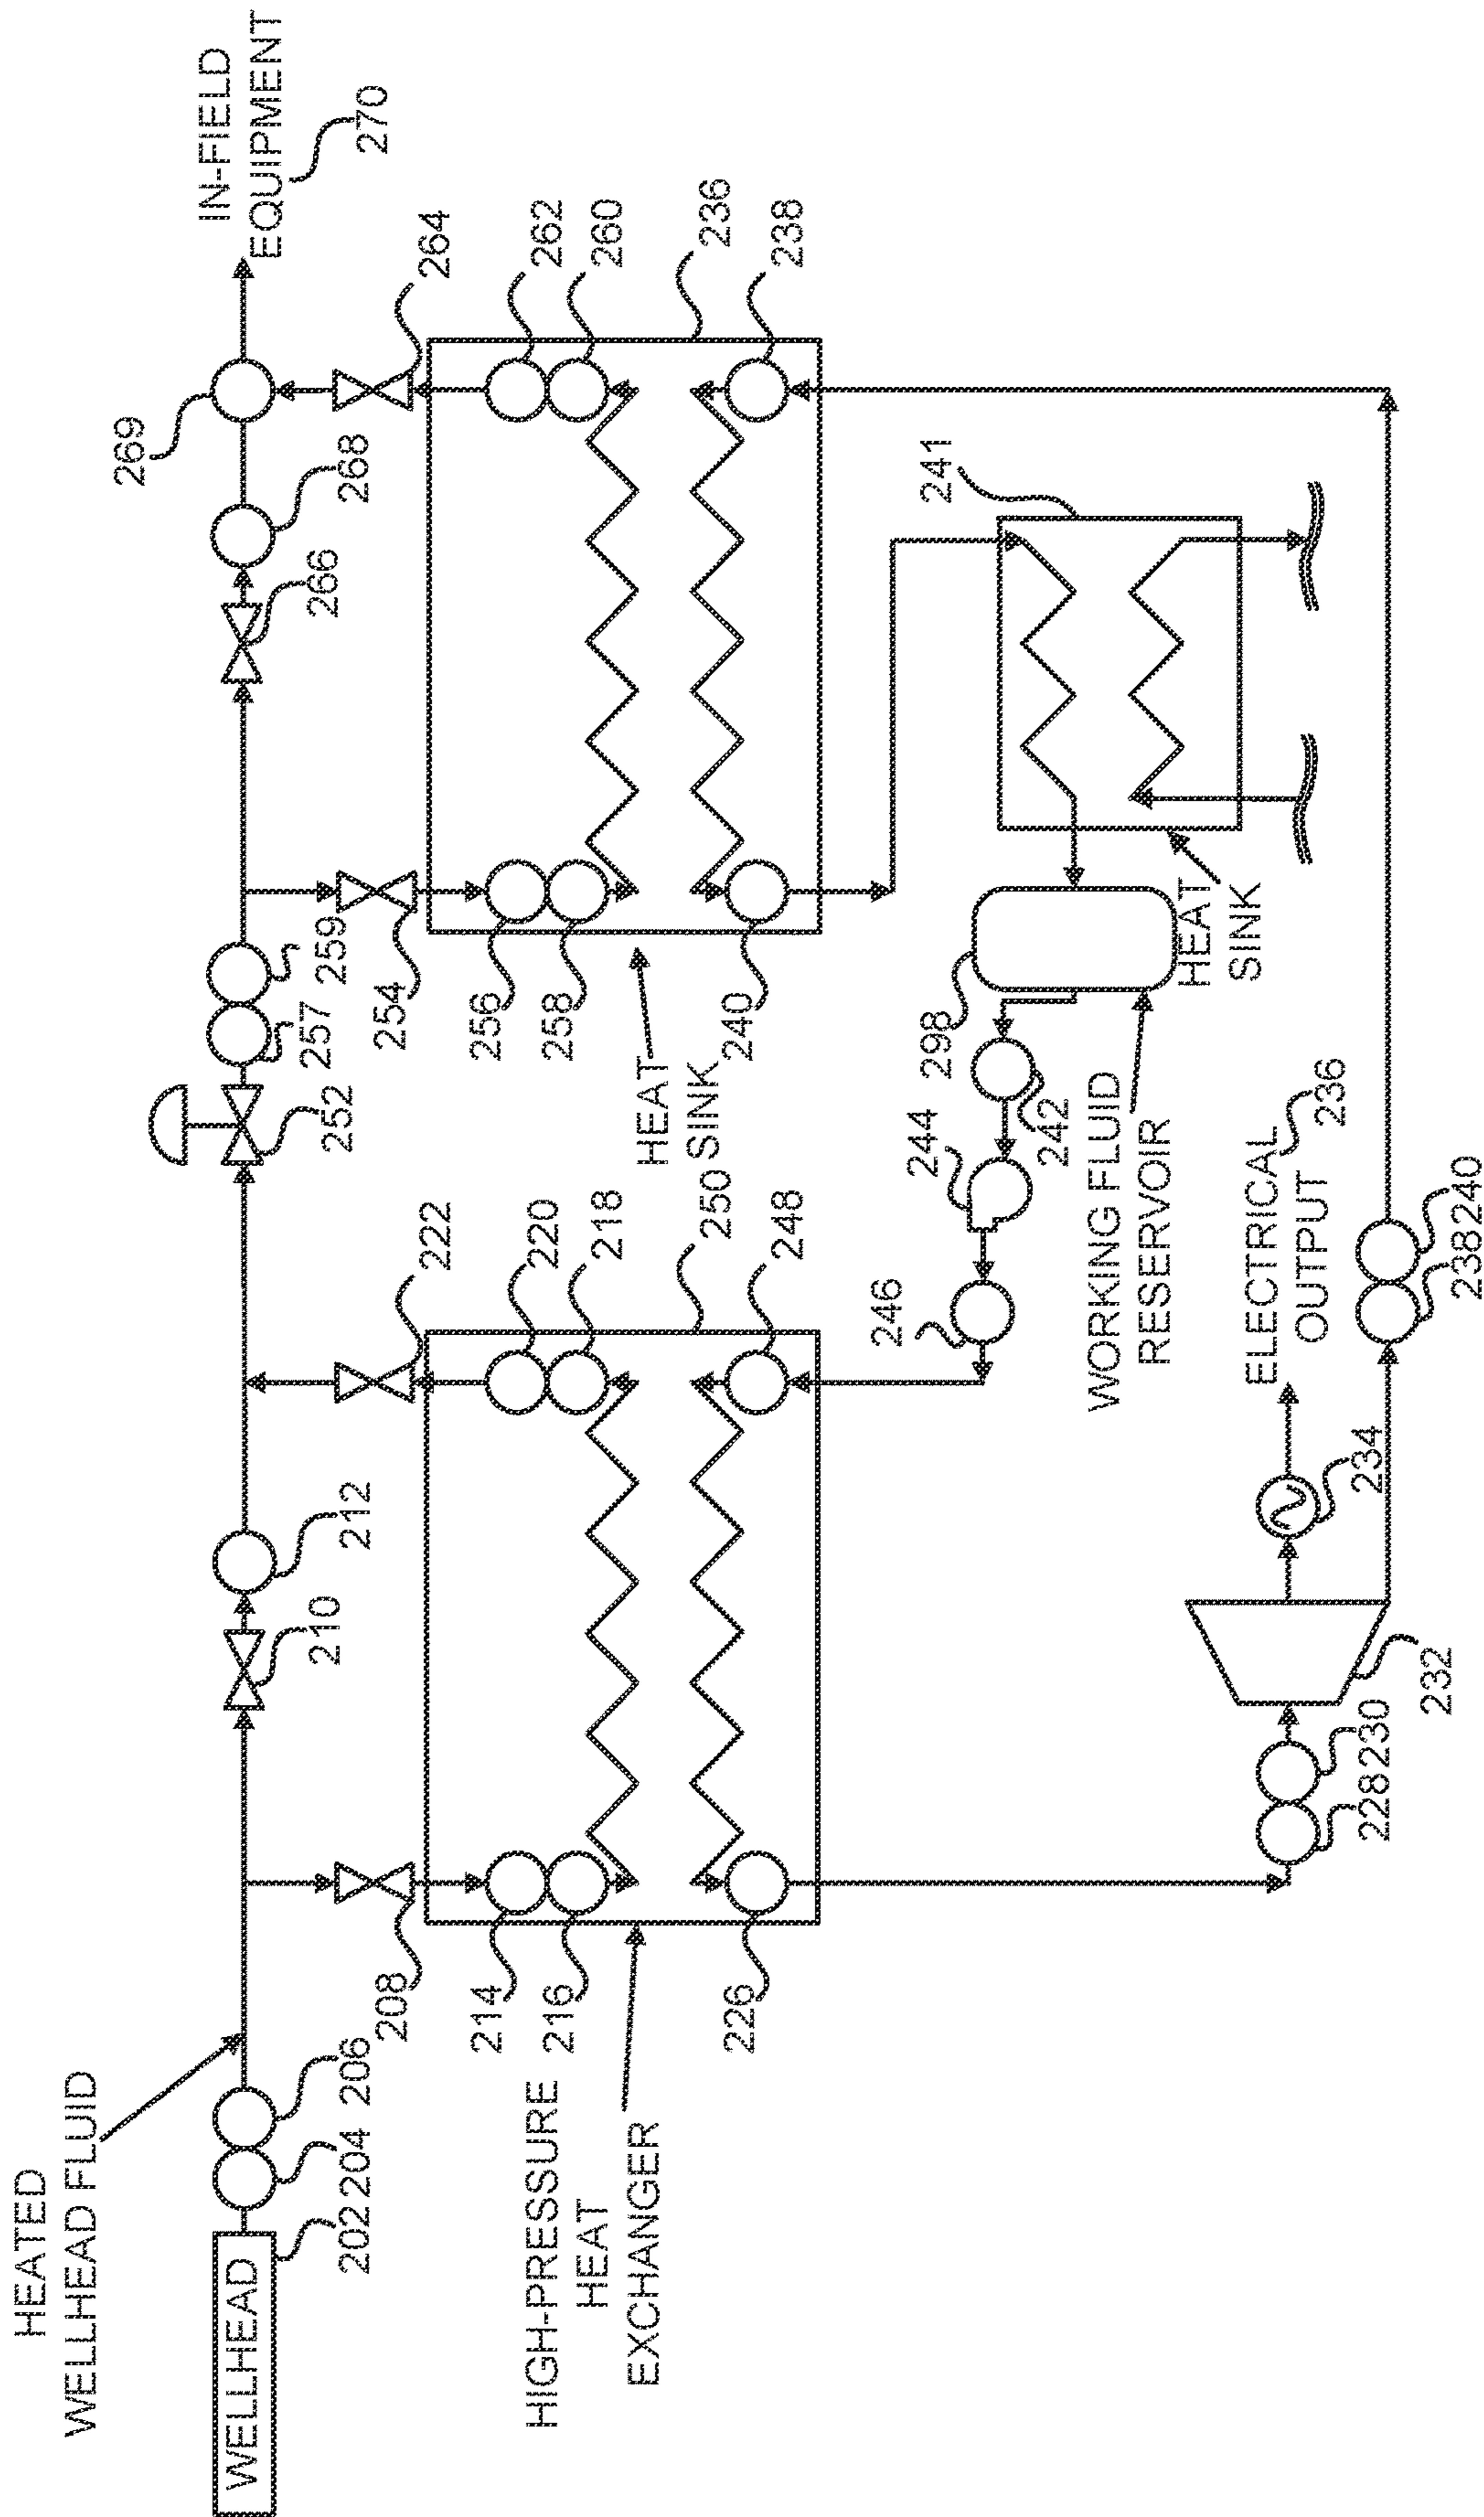 HEATED
WELLHEAD FLUID
WELLHEAD
202
204
206
208
210
212
HIGH-PRESSURE
HEAT
EXCHANGER
214
216
226
222
220
218
250
248
252
257
259
254
256
258
240
HEAT
SINK
266
268
269
IN-FIELD
EQUIPMENT
270
264
262
260
236
238
241
HEAT
SINK
298
242
244
246
WORKING FLUID
RESERVOIR
228
230
232
234
ELECTRICAL
OUTPUT
236
238
240